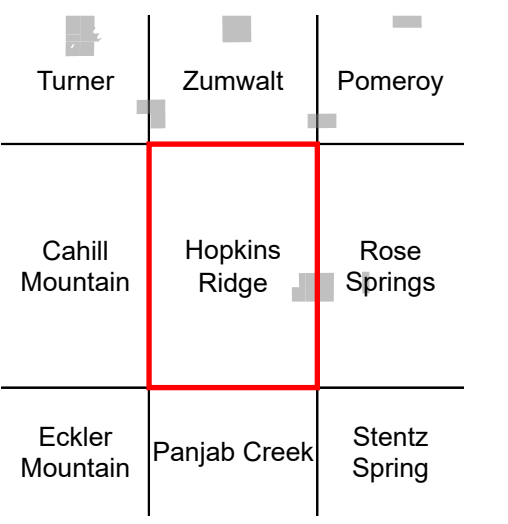 Turner
Zumwalt
Pomeroy
Cahill
Mountain
Hopkins
Ridge
Rose
Springs
Eckler
Mountain
Panjab Creek
Stentz
Spring